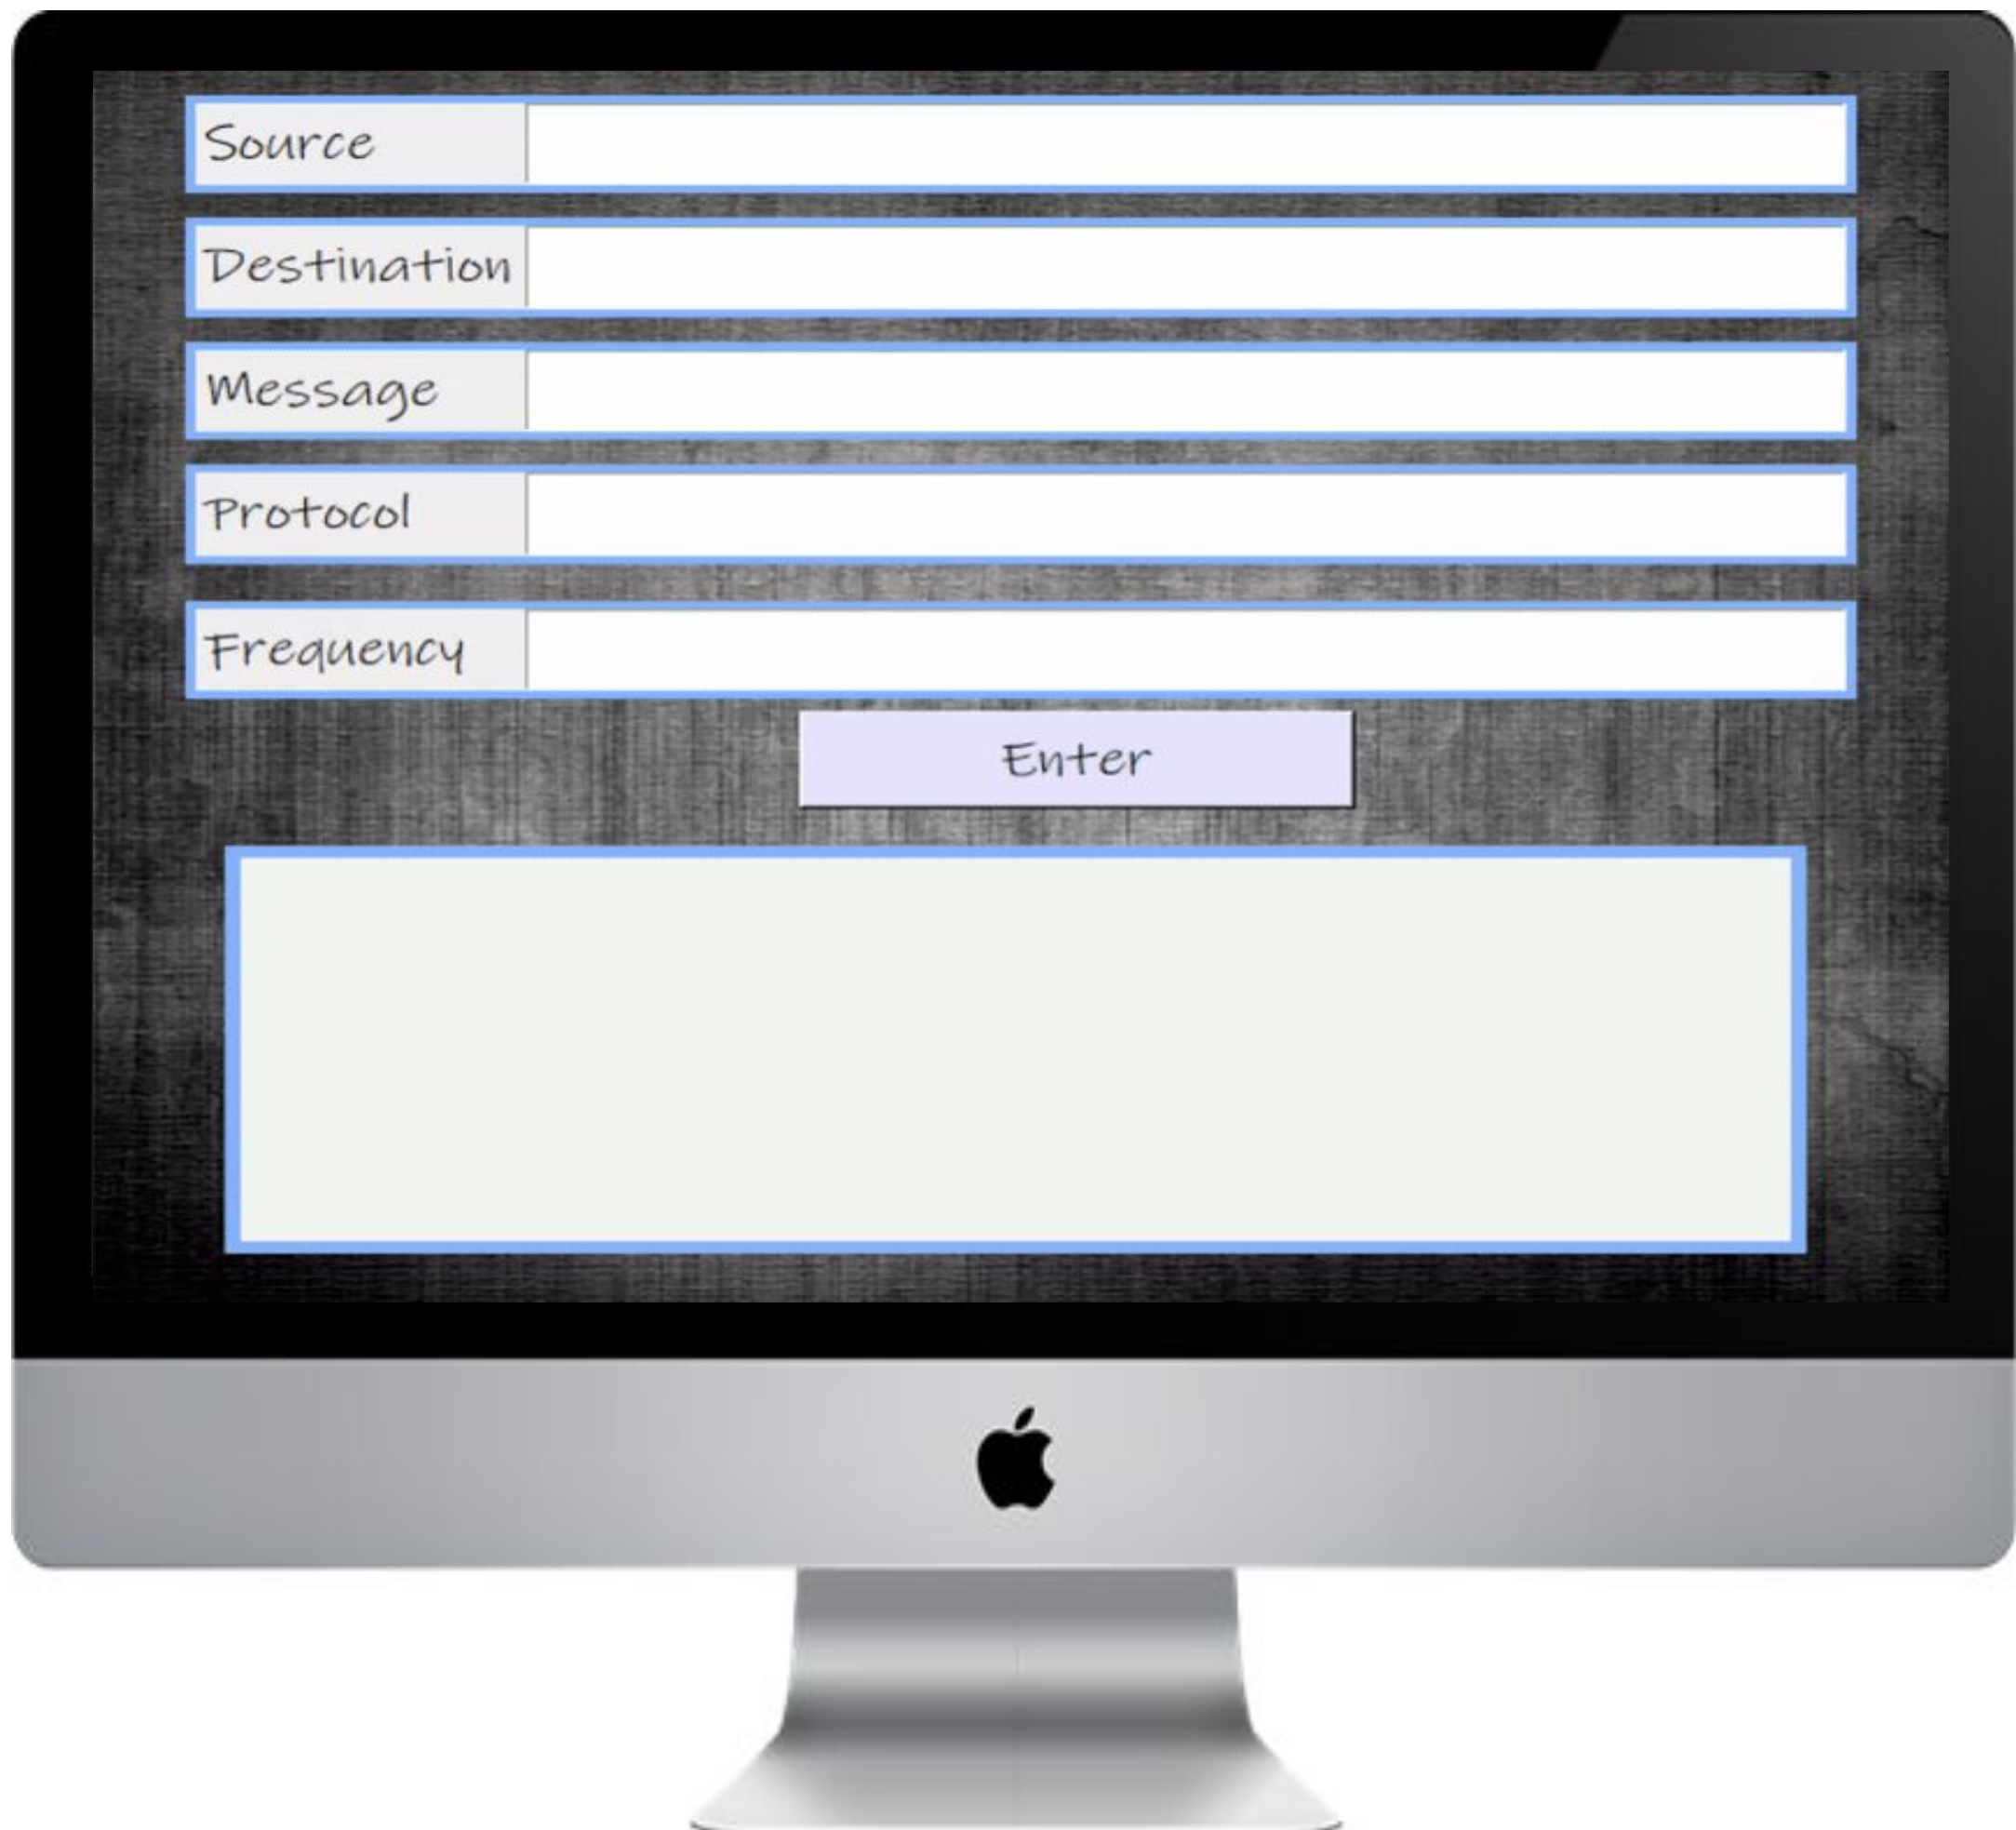 Source
Destination
Message
Protocol
Frequency
Enter